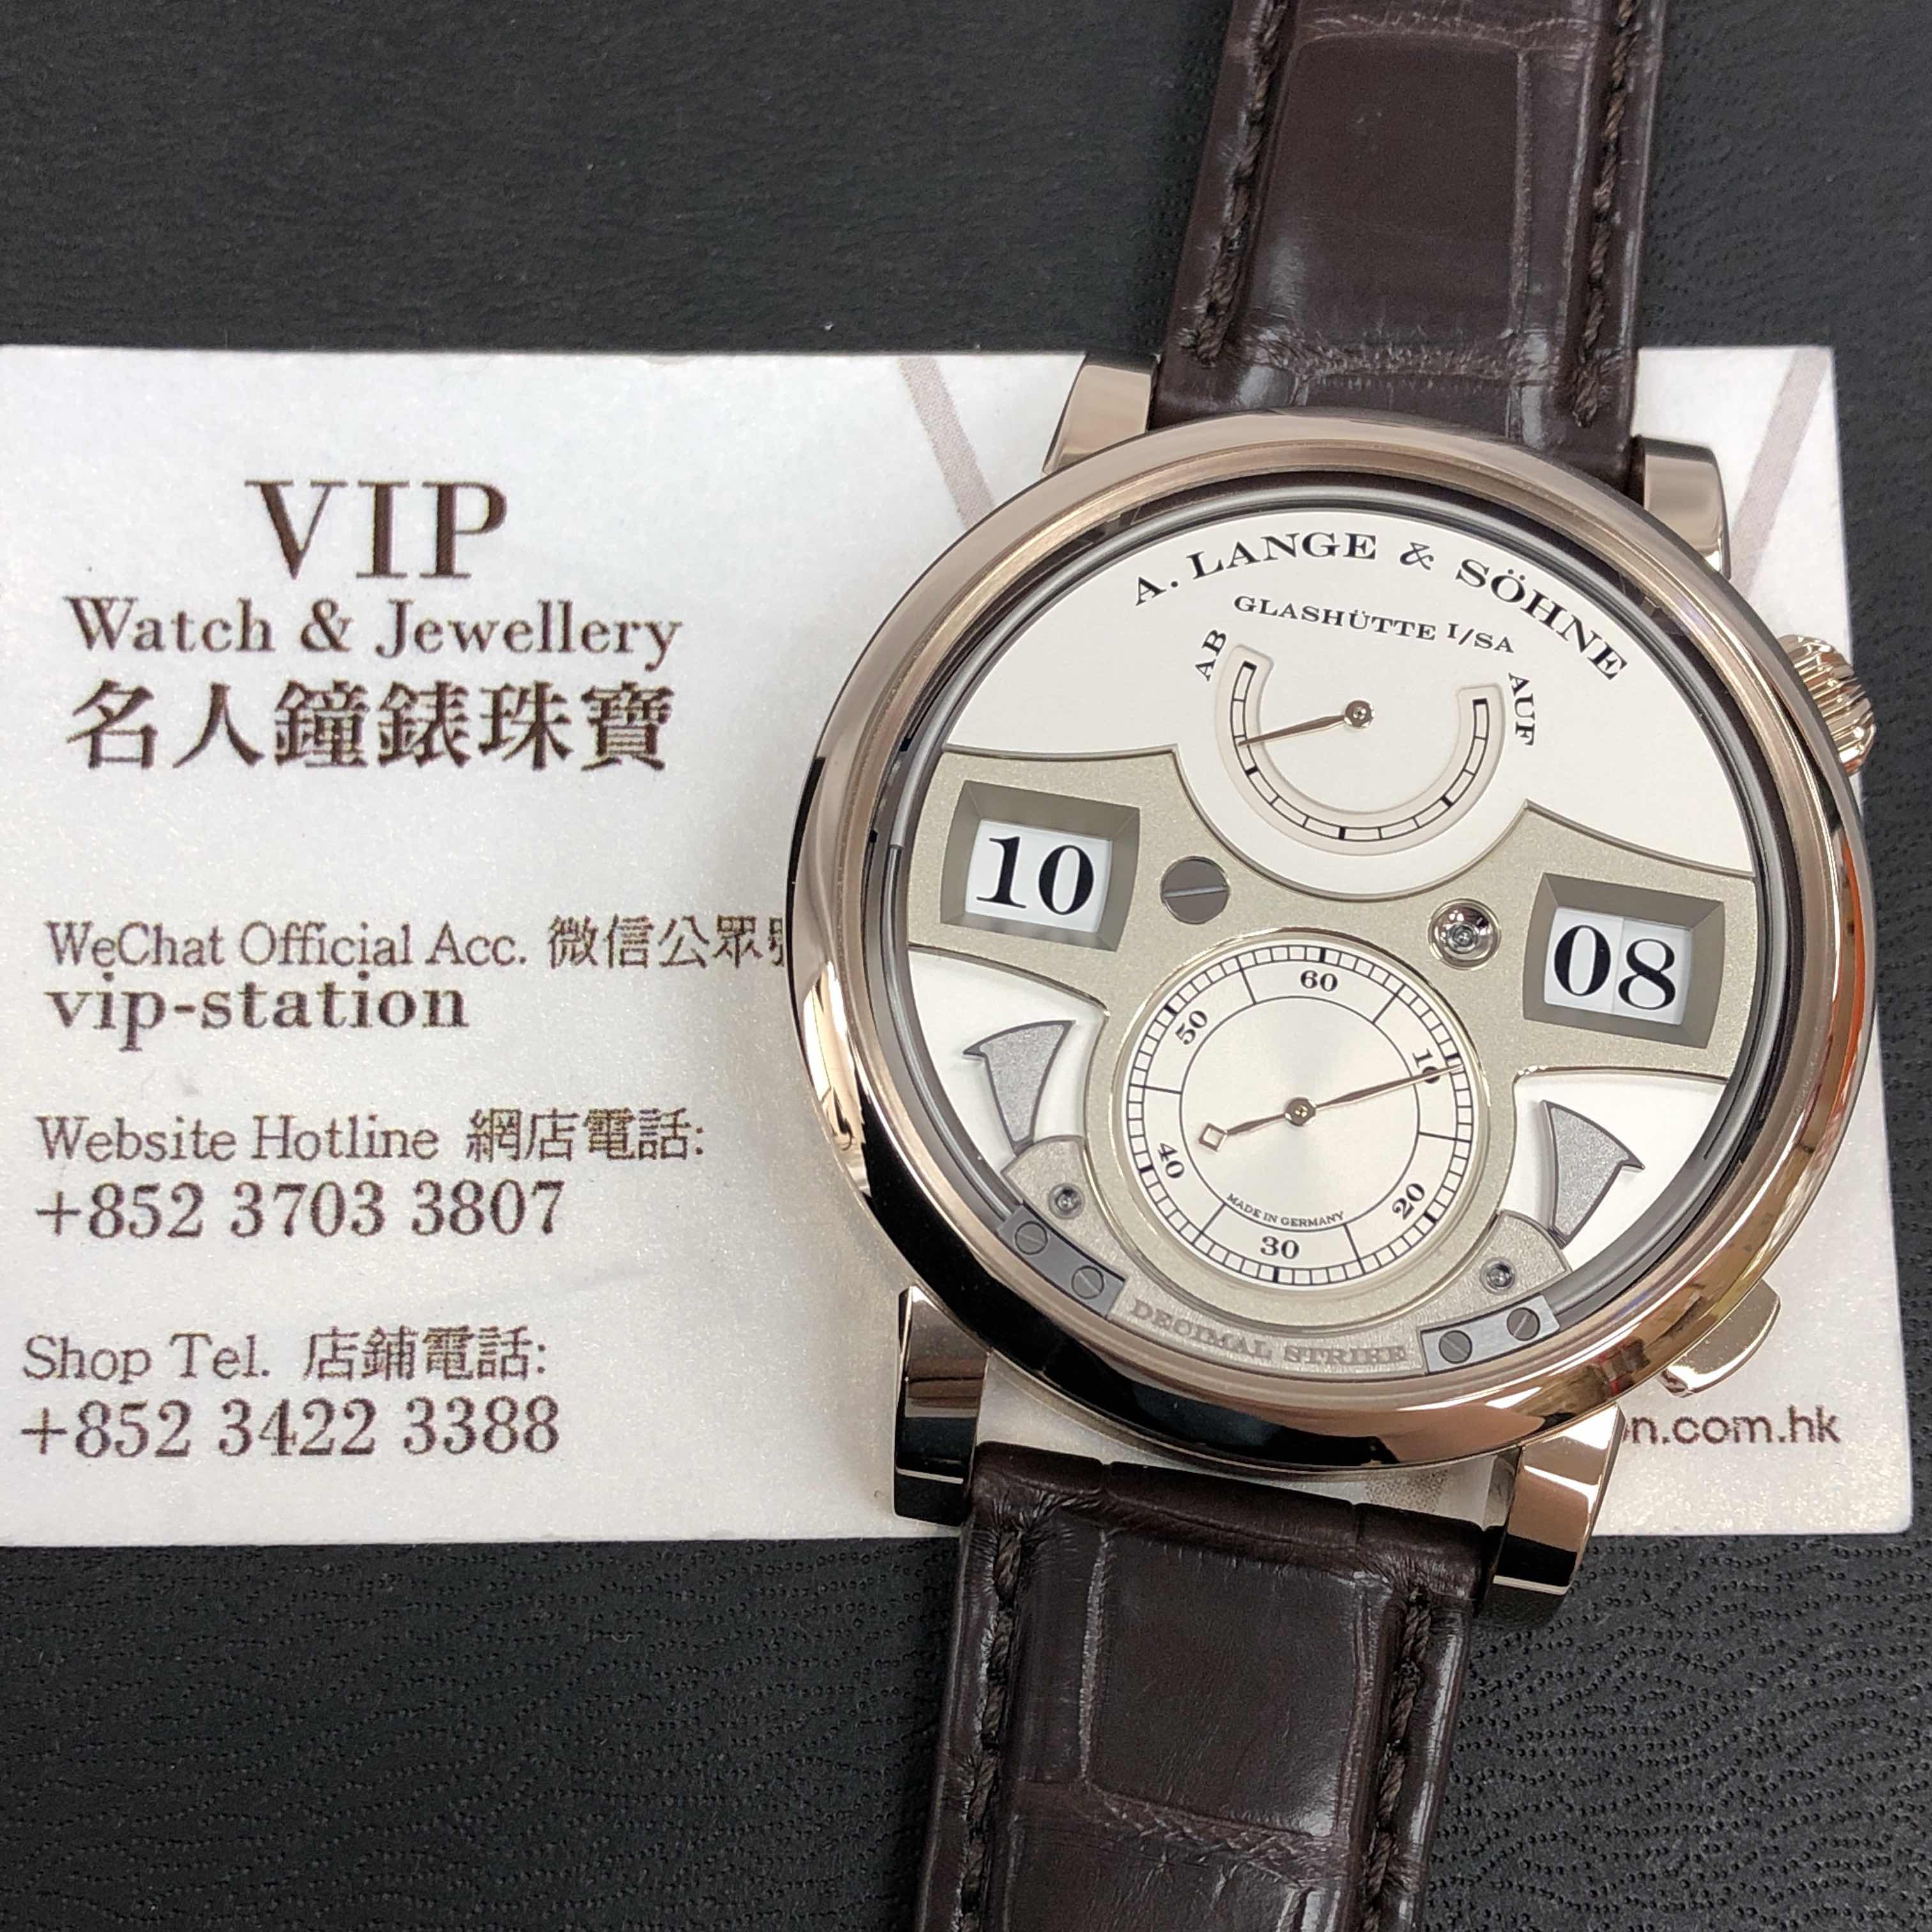 VIP
Watch & Jewellery
名人鐘錶珠寶
WeChat Official Acc. 微信公眾
vip-station
Website Hotline 網店電話:
+852 3703 3807
Shop Tel. 店鋪電話:
+852 3422 3388
n.com.hk
A. LANGE & SÖHNE
GLASHÜTTE I/SA
AB
AUF
10
08
60
10
20
30
40
50
MADE IN GERMANY
DECIMAL STRIKE